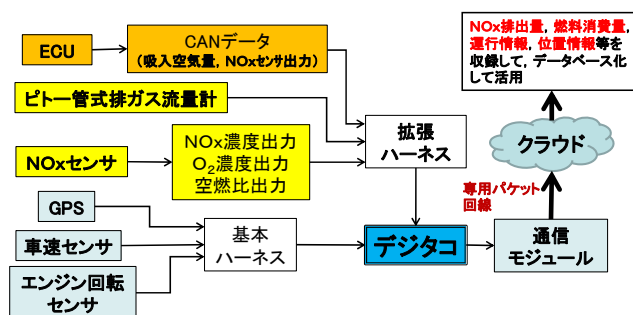 NOx排出量, 燃料消費量,
運行情報, 位置情報等を
収録して, データベース化
して活用
ECU
CANデータ
(吸入空気量, NOxセンサ出力)
ピトー管式排ガス流量計
NOxセンサ
NOx濃度出力
O₂濃度出力
空燃比出力
拡張
ハーネス
クラウド
専用パケット
回線
GPS
車速センサ
エンジン回転
センサ
基本
ハーネス
デジタコ
通信
モジュール